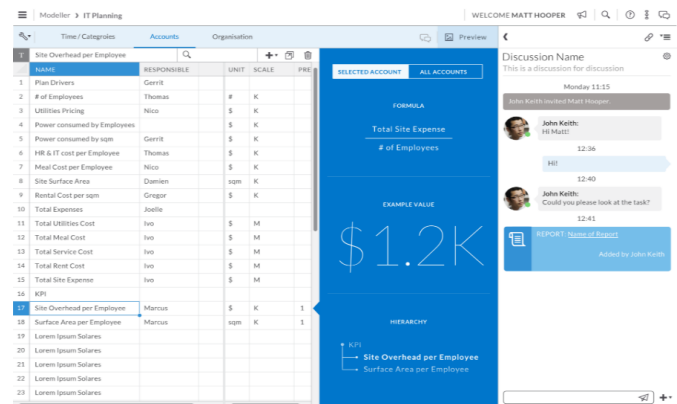 Modeller > IT Planning
WELCOME MATT HOOPER
Time / Categroies Accounts Organisation Preview
T Site Overhead per Employee
NAME RESPONSIBLE UNIT SCALE PRE
1 Plan Drivers Gerrit
2 # of Employees Thomas # K
3 Utilities Pricing Nico $ K
4 Power consumed by Employees $ K
5 Power consumed by sqm Gerrit $ K
6 HR & IT cost per Employee Thomas $ K
7 Meal Cost per Employee Nico $ K
8 Site Surface Area Damien sqm K
9 Rental Cost per sqm Gregor $ K
10 Total Expenses Joelle
11 Total Utilities Cost Ivo $ M
12 Total Meal Cost Ivo $ M
13 Total Service Cost Ivo $ M
14 Total Rent Cost Ivo $ M
15 Total Site Expense Ivo $ M
16 KPI
17 Site Overhead per Employee Marcus $ K 1
18 Surface Area per Employee Marcus sqm K 1
19 Lorem Ipsum Solares
20 Lorem Ipsum Solares
21 Lorem Ipsum Solares
22 Lorem Ipsum Solares
23 Lorem Ipsum Solares
SELECTED ACCOUNT ALL ACCOUNTS
FORMULA
Total Site Expense
# of Employees
EXAMPLE VALUE
$1.2K
HIERARCHY
KPI
Site Overhead per Employee
Surface Area per Employee
Discussion Name
This is a discussion for discussion
Monday 11:15
John Keith invited Matt Hooper.
John Keith:
Hi Matt!
12:36
Hi!
12:40
John Keith:
Could you please look at the task?
12:41
REPORT: Name of Report
Added by John Keith